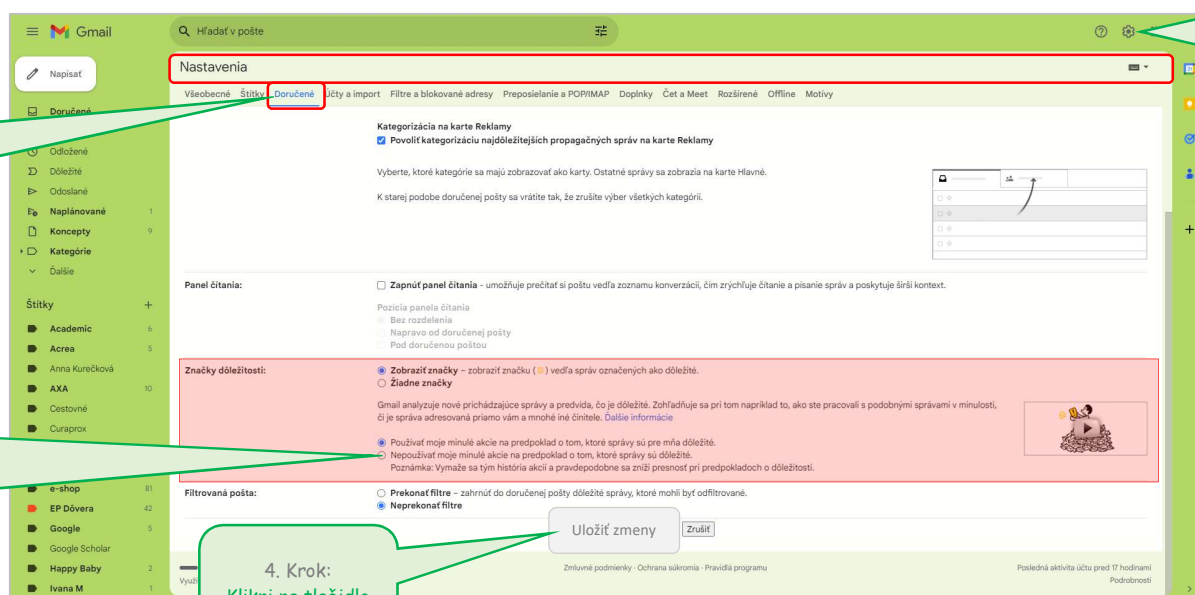 Gmail
Hľadať v pošte
Napísať
Nastavenia
Všeobecné Štítky Doručené Účty a import Filtre a blokované adresy Preposielanie a POP/IMAP Doplnky Čet a Meet Rozšírené Offline Motívy
Doručené
Odložené
Dôležité
Odoslané
Naplánované 1
Koncepty 9
Kategórie
Ďalšie
Štítky
Academic 6
Acrea 5
Anna Kurečková
AXA 10
Cestovné
Curaprox
e-shop 81
EP Dôvera 42
Google 5
Google Scholar
Happy Baby 2
Ivana M 1
Kategorizácia na karte Reklamy
Povoliť kategorizáciu najdôležitejších propagačných správ na karte Reklamy
Vyberte, ktoré kategórie sa majú zobrazovať ako karty. Ostatné správy sa zobrazia na karte Hlavné.
K starej podobe doručenej pošty sa vrátite tak, že zrušíte výber všetkých kategórií.
Panel čítania:
Zapnúť panel čítania – umožňuje prečítať si poštu vedľa zoznamu konverzácií, čím zrýchľuje čítanie a písanie správ a poskytuje širší kontext.
Pozícia panela čítania
Bez rozdelenia
Napravo od doručenej pošty
Pod doručenou poštou
Značky dôležitosti:
Zobraziť značky – zobraziť značku ( ) vedľa správ označených ako dôležité.
Žiadne značky
Gmail analyzuje nové prichádzajúce správy a predvída, čo je dôležité. Zohľadňuje sa pri tom napríklad to, ako ste pracovali s podobnými správami v minulosti,
či je správa adresovaná priamo vám a mnohé iné činitele. Ďalšie informácie
Používať moje minulé akcie na predpoklad o tom, ktoré správy sú pre mňa dôležité.
Nepoužívať moje minulé akcie na predpoklad o tom, ktoré správy sú dôležité.
Poznámka: Vymaže sa tým história akcií a pravdepodobne sa zníži presnosť pri predpokladoch o dôležitosti.
Filtrovaná pošta:
Prekonať filtre – zahrnúť do doručenej pošty dôležité správy, ktoré mohli byť odfiltrované.
Neprekonať filtre
Uložiť zmeny
Zrušiť
4. Krok:
Klikni na tlačidlo
Zmluvné podmienky · Ochrana súkromia · Pravidlá programu
Posledná aktivita účtu pred 17 hodinami
Podrobnosti